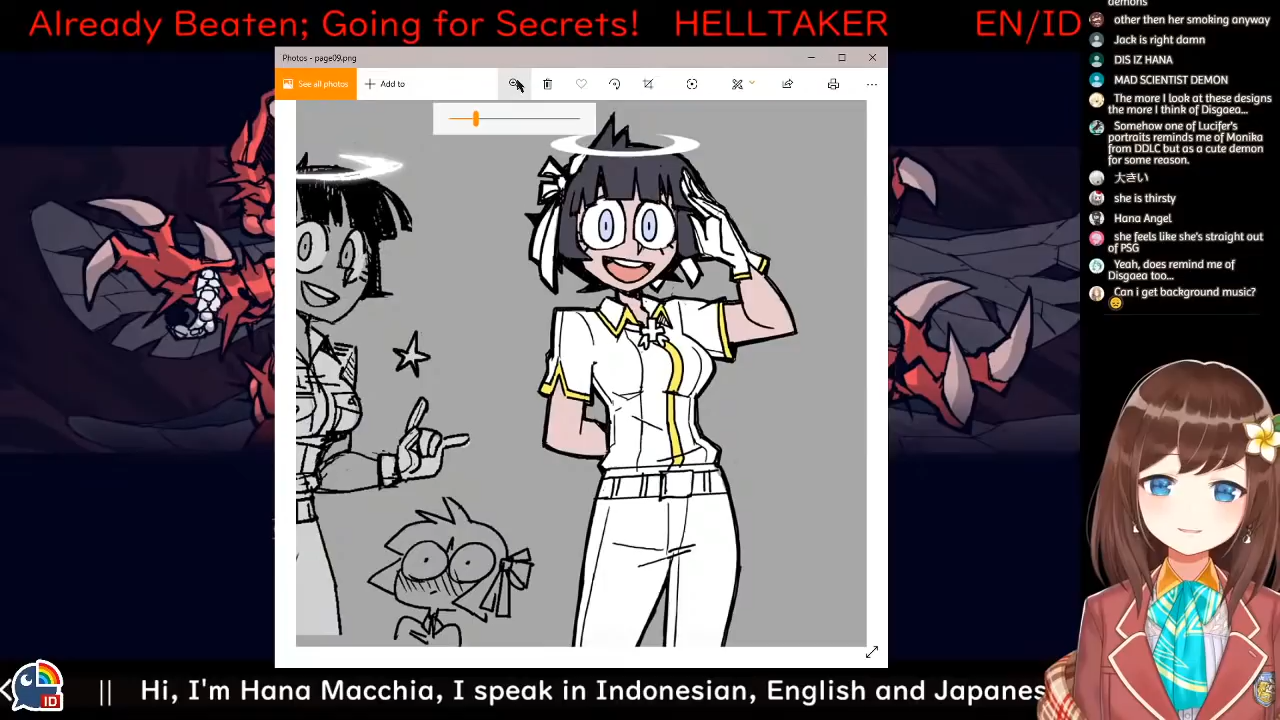 Already Beaten; Going for Secrets! HELLTAKER EN/ID
Photos - page09.png
See all photos
Add to
demons
other then her smoking anyway
Jack is right damn
DIS IZ HANA
MAD SCIENTIST DEMON
The more I look at these designs
the more I think of Disgaea...
Somehow one of Lucifer's
portraits reminds me of Monika
from DDLC but as a cute demon
for some reason.
大きい
she is thirsty
Hana Angel
she feels like she's straight out
of PSG
Yeah, does remind me of
Disgaea too...
Can i get background music?
ID
|| Hi, I'm Hana Macchia, I speak in Indonesian, English and Japanes